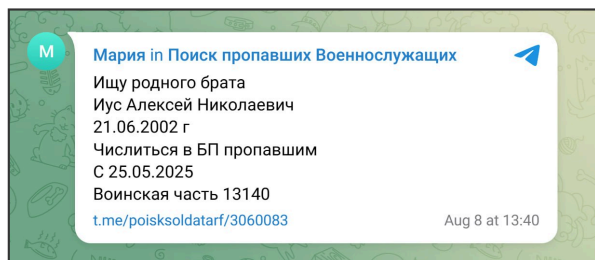 М
Мария in Поиск пропавших Военнослужащих
Ищу родного брата
Иус Алексей Николаевич
21.06.2002 г
Числиться в БП пропавшим
С 25.05.2025
Воинская часть 13140
t.me/poisksoldatarf/3060083
Aug 8 at 13:40